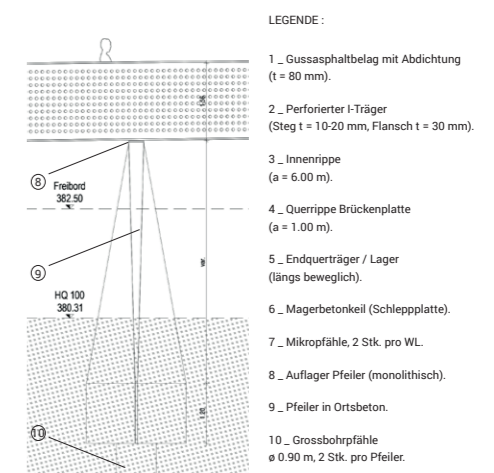 LEGENDE :
1 _ Gussasphaltbelag mit Abdichtung
(t = 80 mm).
2 _ Perforierter I-Träger
(Steg t = 10-20 mm, Flansch t = 30 mm).
3 _ Innenrippe
(a = 6.00 m).
4 _ Querrippe Brückenplatte
(a = 1.00 m).
5 _ Endquerträger / Lager
(längs beweglich).
6 _ Magerbetonkeil (Schleppplatte).
7 _ Mikropfähle, 2 Stk. pro WL.
8 _ Auflager Pfeiler (monolithisch).
9 _ Pfeiler in Ortsbeton.
10 _ Grossbohrpfähle
ø 0.90 m, 2 Stk. pro Pfeiler.
8
Freibord
382.50
9
var.
HQ 100
380.31
1.20
10